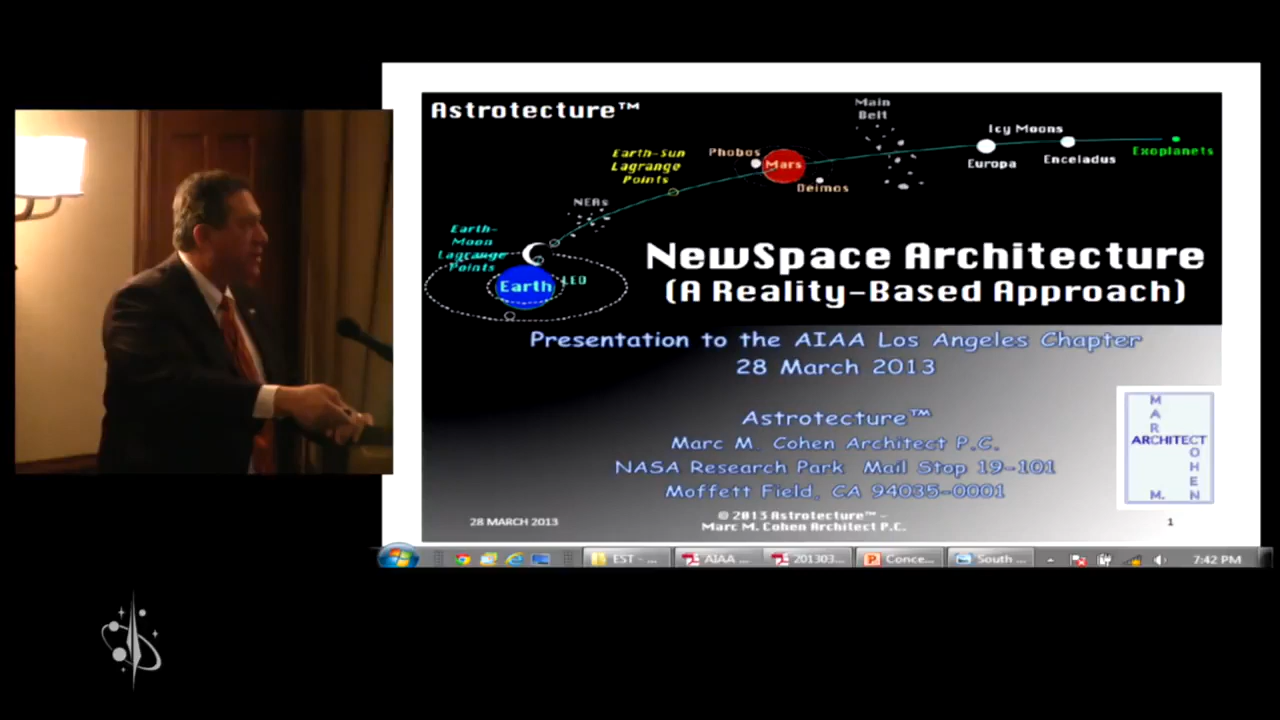 Astrotecture™
Main
Belt
Icy Moons
Exoplanets
Europa
Enceladus
Phobos
Mars
Deimos
Earth-Sun
Lagrange
Points
NEAs
Earth-
Moon
Lagrange
Points
LEO
Earth
NewSpace Architecture
(A Reality-Based Approach)
Presentation to the AIAA Los Angeles Chapter
28 March 2013
Astrotecture™
Marc M. Cohen Architect P.C.
NASA Research Park Mail Stop 19-101
Moffett Field, CA 94035-0001
MARC
ARCHITECT
COHEN
M.
28 MARCH 2013
© 2013 Astrotecture™ –
Marc M. Cohen Architect P.C.
1
EST - ...
AIAA ...
201303...
Conce...
South ...
7:42 PM